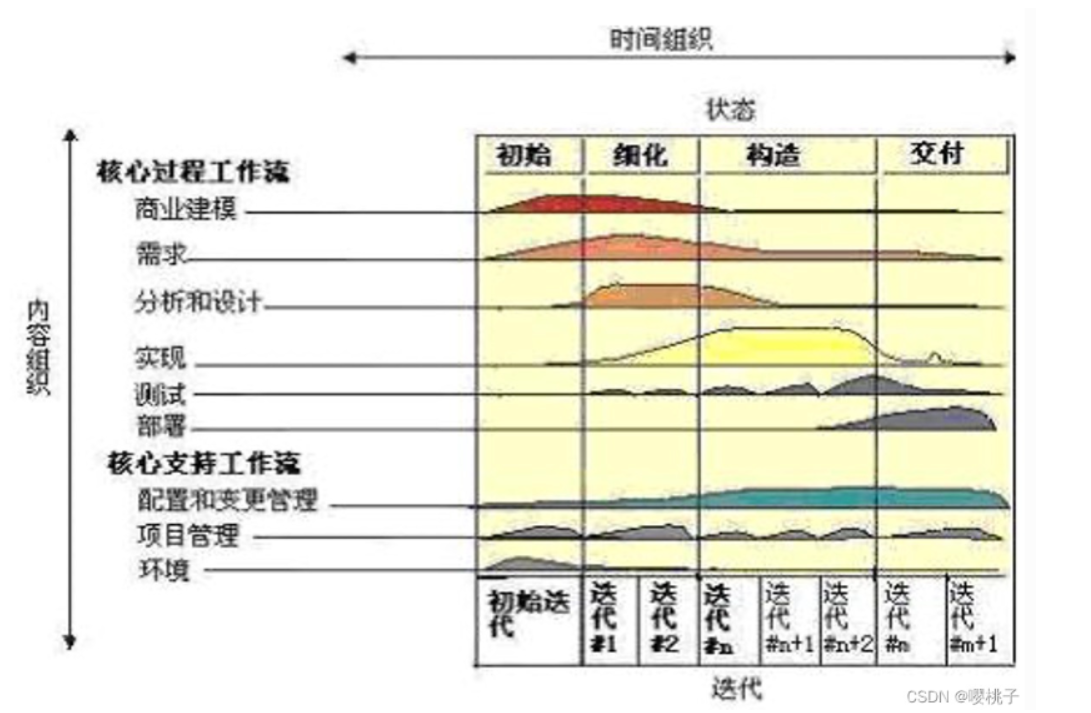 时间组织
状态
初始 细化 构造 交付
核心过程工作流
商业建模
需求
分析和设计
实现
测试
部署
核心支持工作流
配置和变更管理
项目管理
环境
内容组织
初始迭代
迭代#1
迭代#2
迭代#n
迭代#n+1
迭代#n+2
迭代#m
迭代#m+1
迭代
CSDN @嘤桃子